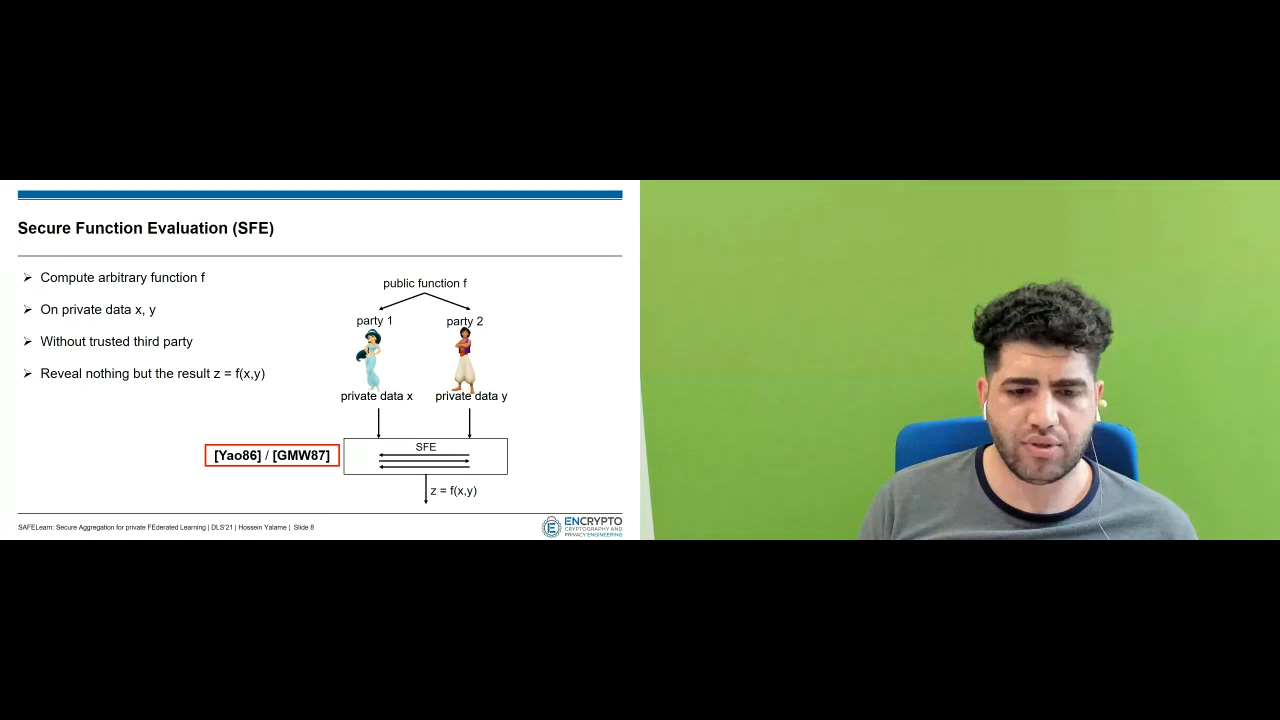 Secure Function Evaluation (SFE)
Compute arbitrary function f
On private data x, y
Without trusted third party
Reveal nothing but the result z = f(x,y)
public function f
party 1
party 2
private data x
private data y
[Yao86] / [GMW87]
SFE
z = f(x,y)
SAFELearn: Secure Aggregation for private FEderated Learning | DLS'21 | Hossein Yalame | Slide 8
ENCRYPTO
CRYPTOGRAPHY AND
PRIVACY ENGINEERING